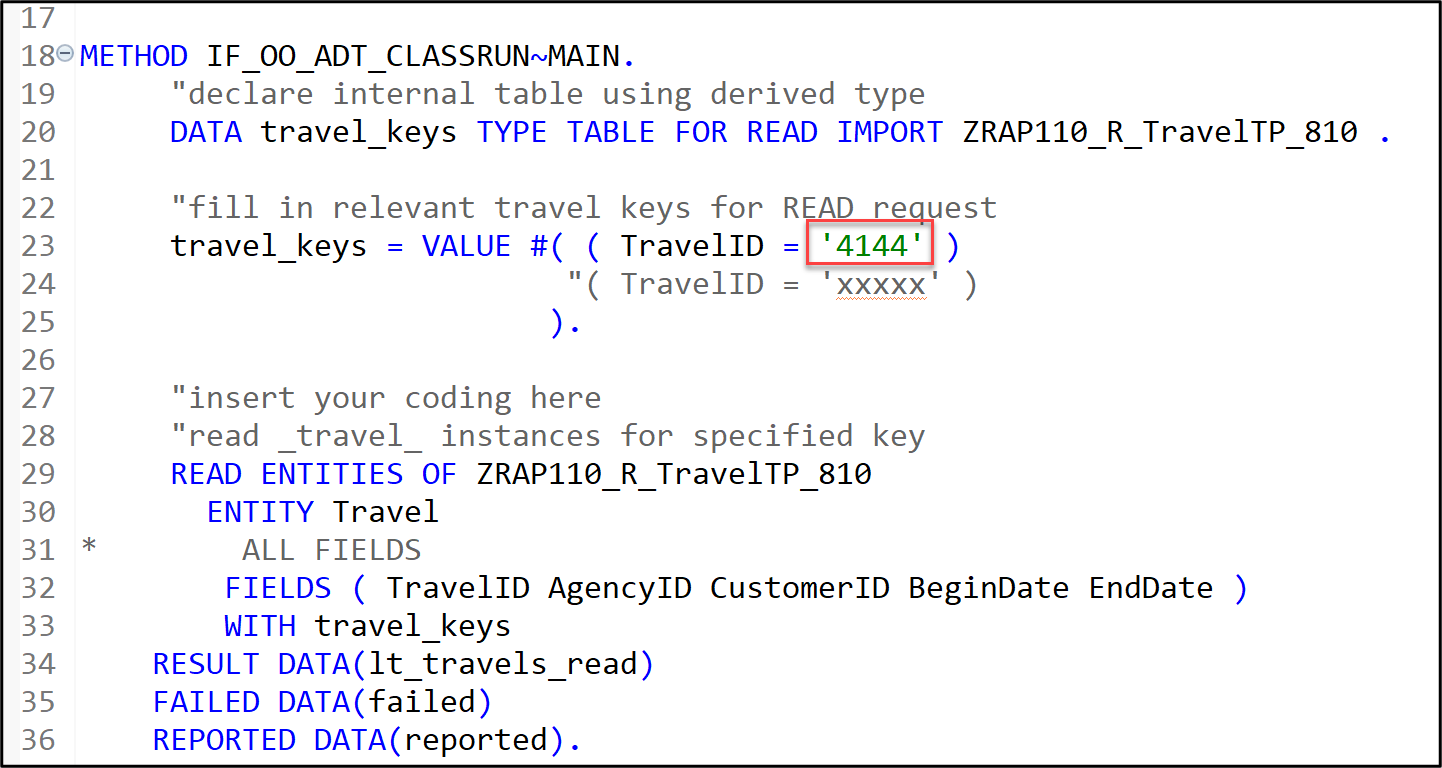 17
18 METHOD IF_OO_ADT_CLASSRUN~MAIN.
19 "declare internal table using derived type
20 DATA travel_keys TYPE TABLE FOR READ IMPORT ZRAP110_R_TravelTP_810 .
21
22 "fill in relevant travel keys for READ request
23 travel_keys = VALUE #( ( TravelID = '4144' )
24 "( TravelID = 'xxxxx' )
25 ).
26
27 "insert your coding here
28 "read _travel_ instances for specified key
29 READ ENTITIES OF ZRAP110_R_TravelTP_810
30 ENTITY Travel
31 * ALL FIELDS
32 FIELDS ( TravelID AgencyID CustomerID BeginDate EndDate )
33 WITH travel_keys
34 RESULT DATA(lt_travels_read)
35 FAILED DATA(failed)
36 REPORTED DATA(reported).